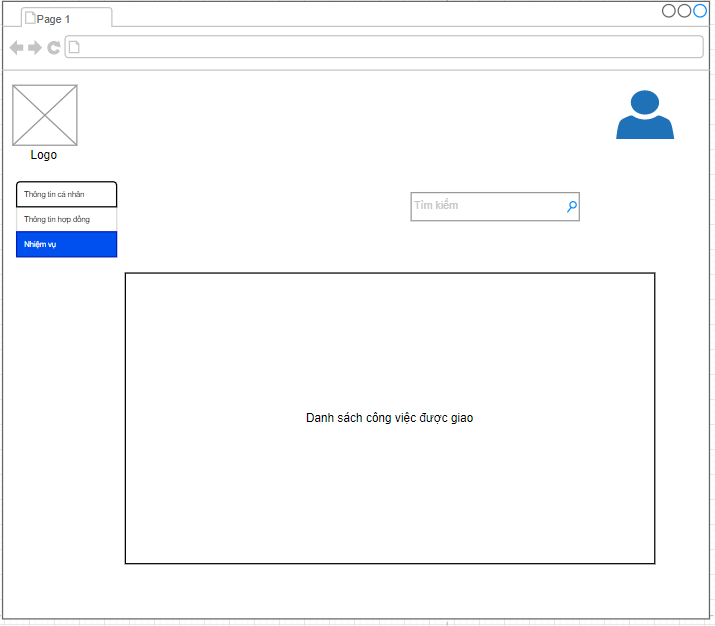 Page 1
Logo
Thông tin cá nhân
Thông tin hợp đồng
Nhiệm vụ
Tìm kiếm
Danh sách công việc được giao